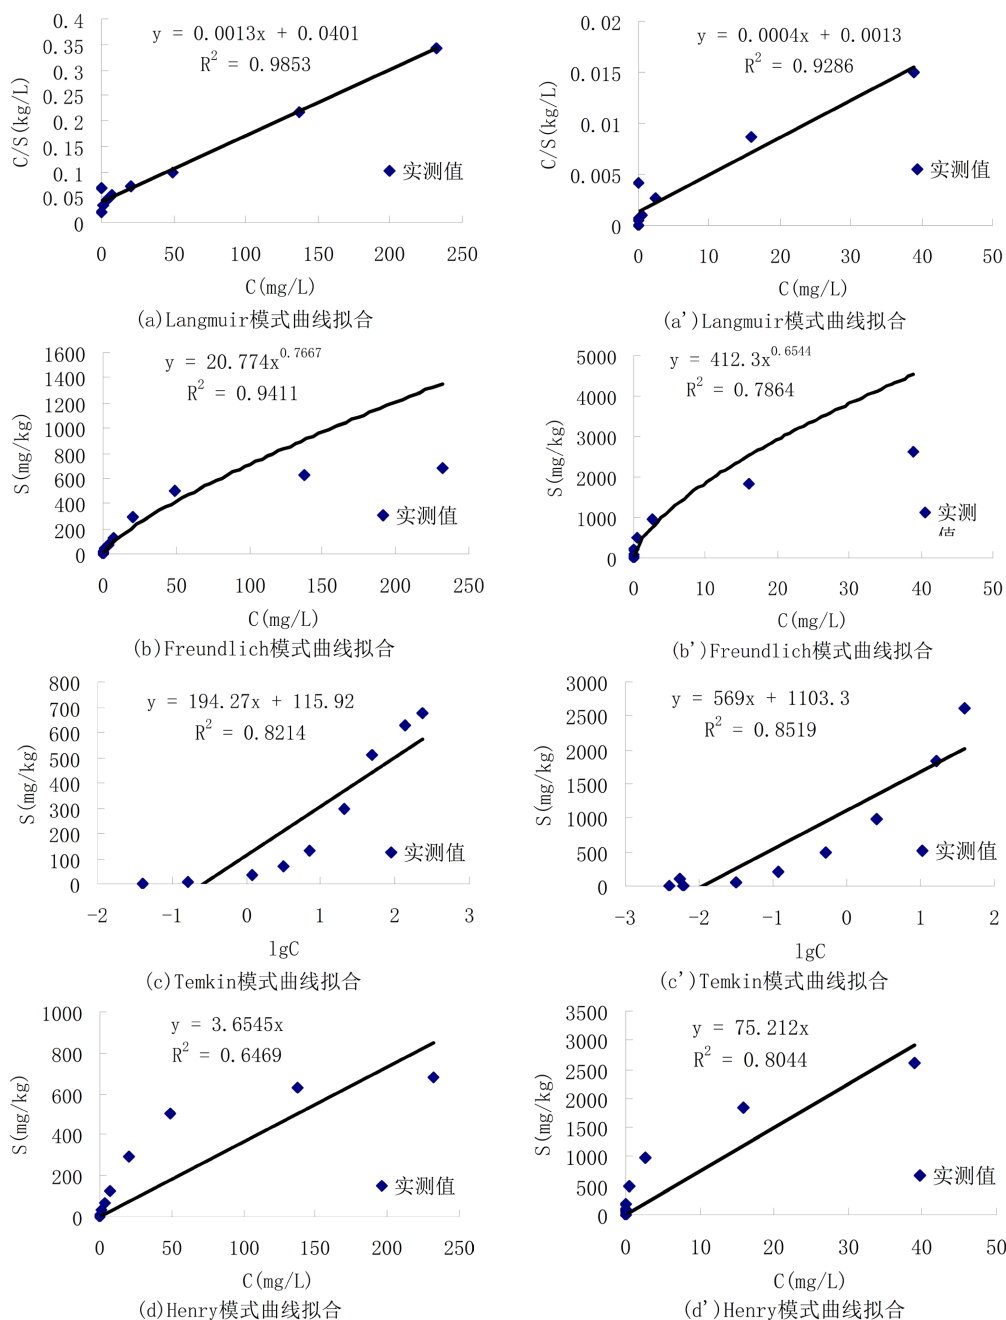 y = 0.0013x + 0.0401
R² = 0.9853
C/S(kg/L)
0.4
0.35
0.3
0.25
0.2
0.15
0.1
0.05
0
实测值
0 50 100 150 200 250
C(mg/L)
(a)Langmuir模式曲线拟合
y = 0.0004x + 0.0013
R² = 0.9286
C/S(kg/L)
0.02
0.015
0.01
0.005
0
实测值
0 10 20 30 40 50
C(mg/L)
(a')Langmuir模式曲线拟合
y = 20.774x^0.7667
R² = 0.9411
S(mg/kg)
1600
1400
1200
1000
800
600
400
200
0
实测值
0 50 100 150 200 250
C(mg/L)
(b)Freundlich模式曲线拟合
y = 412.3x^0.6544
R² = 0.7864
S(mg/kg)
5000
4000
3000
2000
1000
0
实测
值
0 10 20 30 40 50
C(mg/L)
(b')Freundlich模式曲线拟合
y = 194.27x + 115.92
R² = 0.8214
S(mg/kg)
800
700
600
500
400
300
200
100
0
实测值
-2 -1 0 1 2 3
lgC
(c)Temkin模式曲线拟合
y = 569x + 1103.3
R² = 0.8519
S(mg/kg)
3000
2500
2000
1500
1000
500
0
实测值
-3 -2 -1 0 1 2
lgC
(c')Temkin模式曲线拟合
y = 3.6545x
R² = 0.6469
S(mg/kg)
1000
800
600
400
200
0
实测值
0 50 100 150 200 250
C(mg/L)
(d)Henry模式曲线拟合
y = 75.212x
R² = 0.8044
S(mg/kg)
3500
3000
2500
2000
1500
1000
500
0
实测值
0 10 20 30 40 50
C(mg/L)
(d')Henry模式曲线拟合